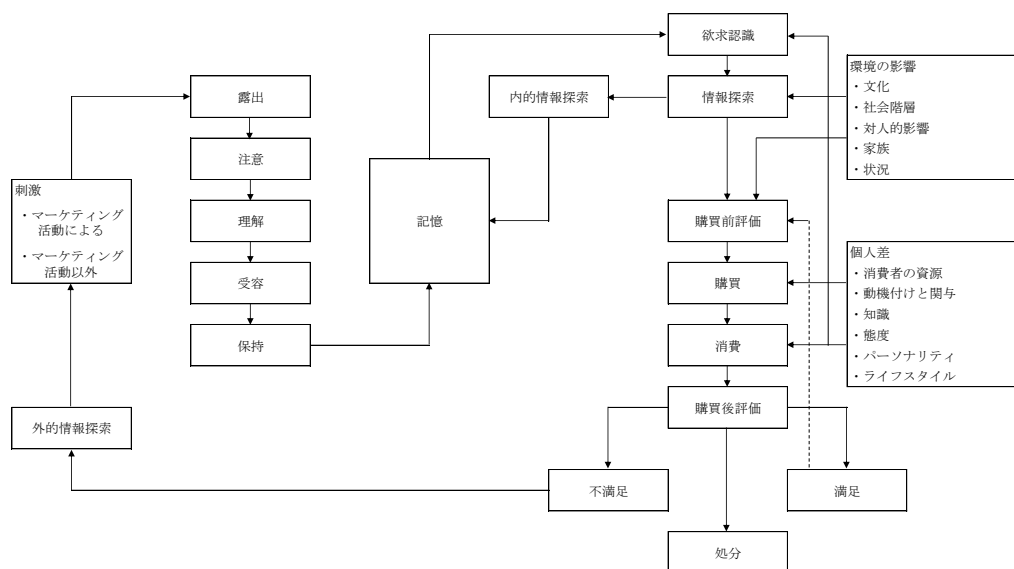 欲求認識
環境の影響
・文化
・社会階層
・対人的影響
・家族
・状況
露出
内的情報探索
情報探索
注意
刺激
・マーケティング
活動による
・マーケティング
活動以外
理解
記憶
購買前評価
個人差
・消費者の資源
・動機付けと関与
・知識
・態度
・パーソナリティ
・ライフスタイル
受容
購買
保持
消費
外的情報探索
購買後評価
不満足
満足
処分